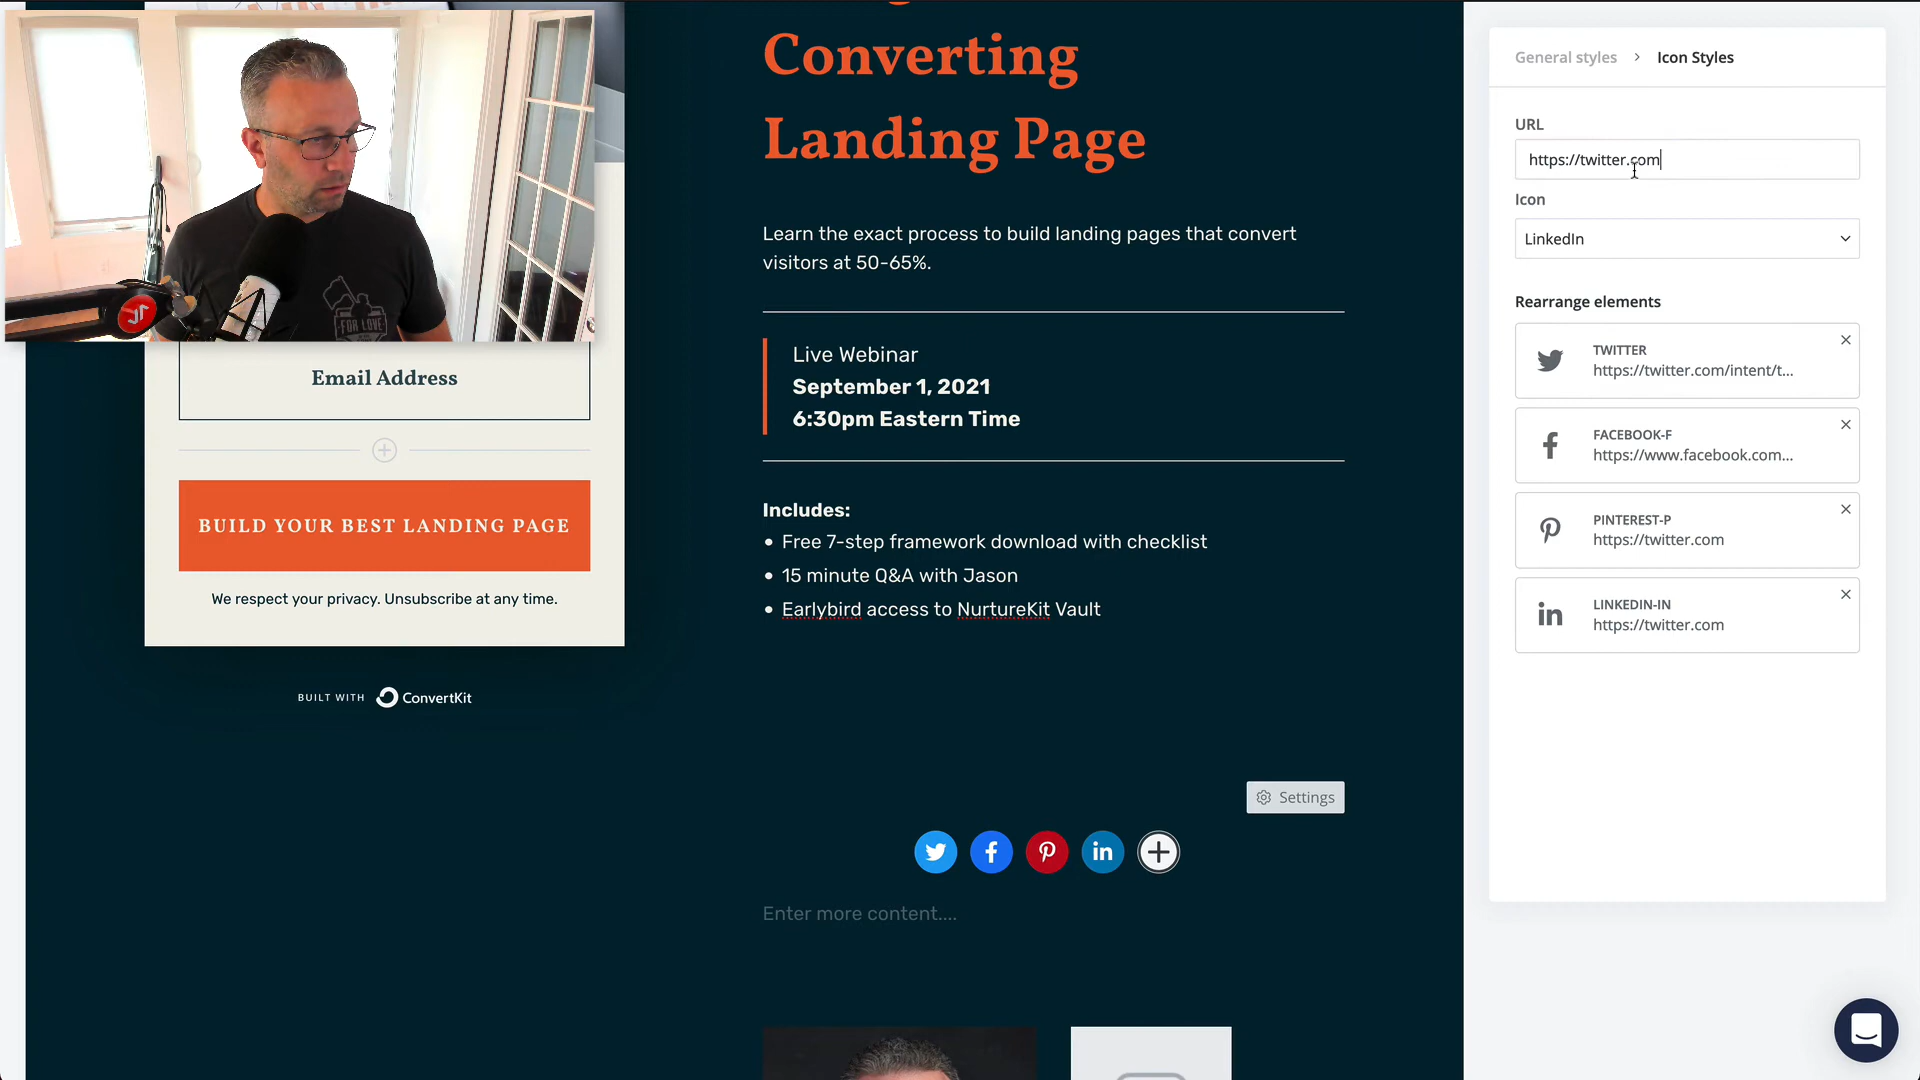 Converting
Landing Page
Learn the exact process to build landing pages that convert
visitors at 50-65%.
Live Webinar
September 1, 2021
6:30pm Eastern Time
Includes:
• Free 7-step framework download with checklist
• 15 minute Q&A with Jason
• Earlybird access to NurtureKit Vault
FOR LOVE
Email Address
BUILD YOUR BEST LANDING PAGE
We respect your privacy. Unsubscribe at any time.
BUILT WITH ConvertKit
Settings
Enter more content....
General styles > Icon Styles
URL
https://twitter.com
Icon
LinkedIn
Rearrange elements
TWITTER
https://twitter.com/intent/t...
FACEBOOK-F
https://www.facebook.com...
PINTEREST-P
https://twitter.com
LINKEDIN-IN
https://twitter.com